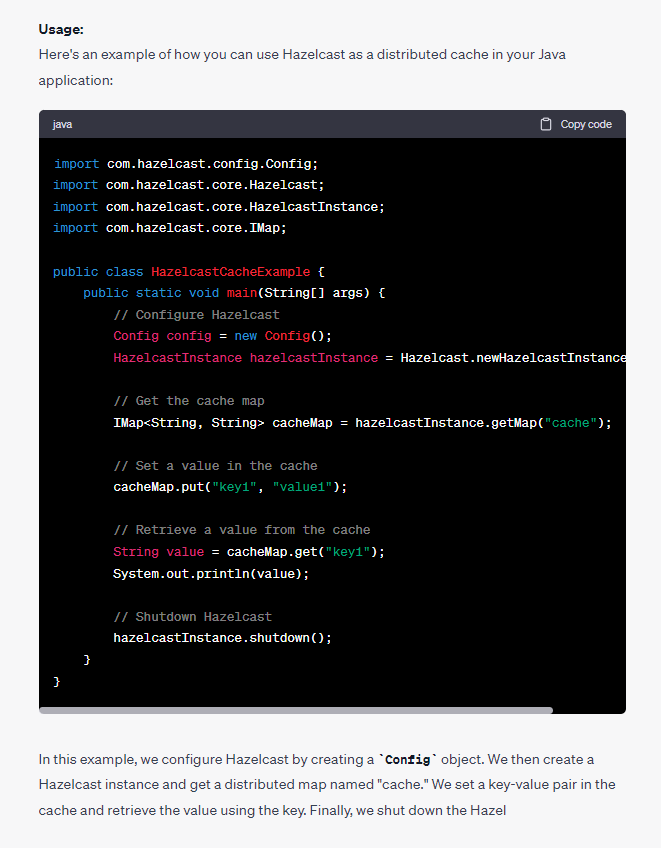 Usage:
Here's an example of how you can use Hazelcast as a distributed cache in your Java
application:
java Copy code
import com.hazelcast.config.Config;
import com.hazelcast.core.Hazelcast;
import com.hazelcast.core.HazelcastInstance;
import com.hazelcast.core.IMap;
public class HazelcastCacheExample {
public static void main(String[] args) {
// Configure Hazelcast
Config config = new Config();
HazelcastInstance hazelcastInstance = Hazelcast.newHazelcastInstance
// Get the cache map
IMap<String, String> cacheMap = hazelcastInstance.getMap("cache");
// Set a value in the cache
cacheMap.put("key1", "value1");
// Retrieve a value from the cache
String value = cacheMap.get("key1");
System.out.println(value);
// Shutdown Hazelcast
hazelcastInstance.shutdown();
}
}
In this example, we configure Hazelcast by creating a `Config` object. We then create a
Hazelcast instance and get a distributed map named "cache." We set a key-value pair in the
cache and retrieve the value using the key. Finally, we shut down the Hazel